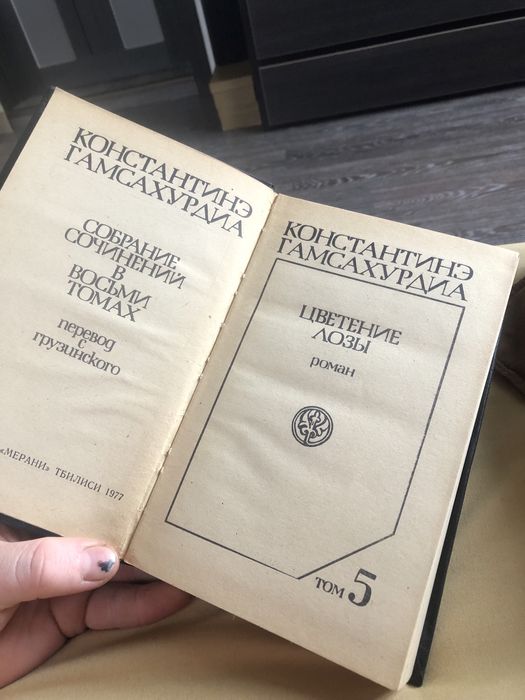 КОНСТАНТИНЭ
ГАМСАХУРДИА
СОБРАНИЕ
СОЧИНЕНИЙ
В
ВОСЬМИ
ТОМАХ
перевод
с
грузинского
«МЕРАНИ» ТБИЛИСИ 1977
КОНСТАНТИНЭ
ГАМСАХУРДИА
ЦВЕТЕНИЕ
ЛОЗЫ
роман
ТОМ 5